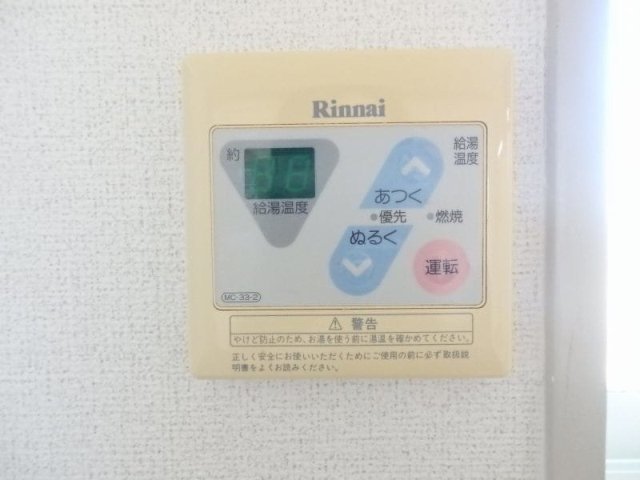 Rinnai
約
給湯温度
給湯
温度
あつく
優先
燃焼
ぬるく
運転
MC-33-2
警告
やけど防止のため、お湯を使う前に湯温を確かめてください。
正しく安全にお使いいただくためにご使用の前に必ず取扱説
明書をよくお読みください。